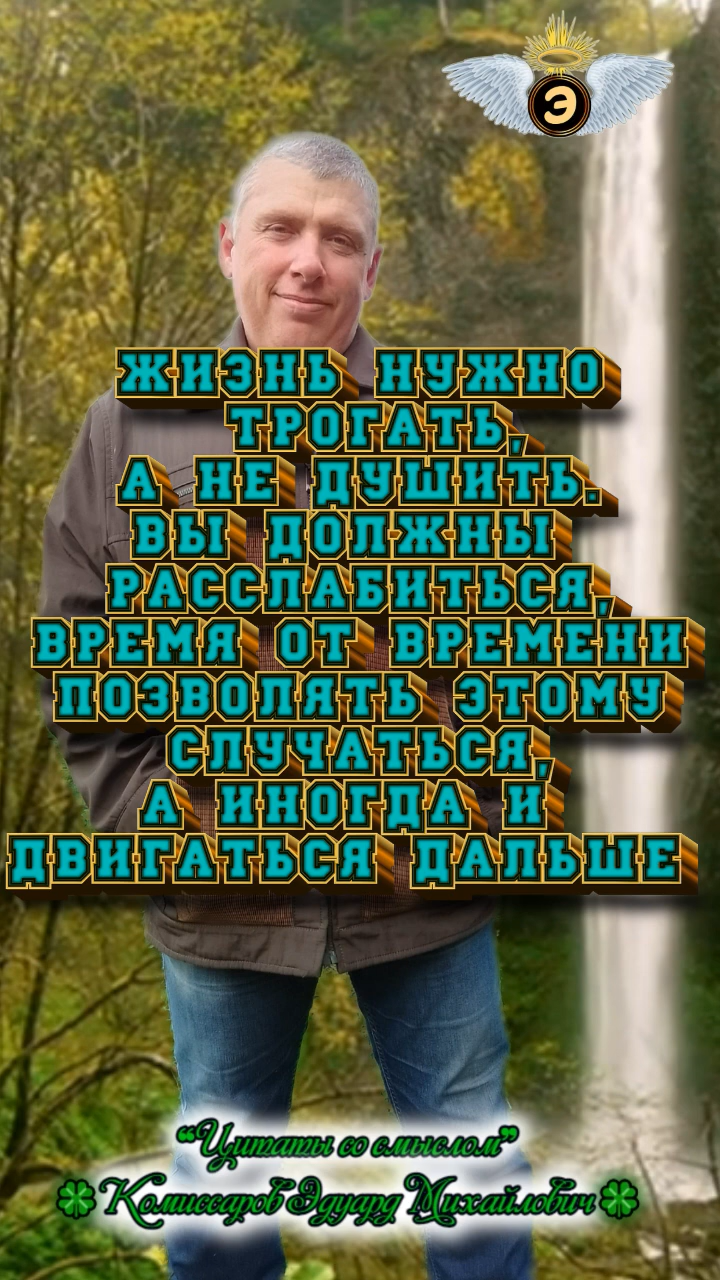 Э
ЖИЗНЬ НУЖНО
ТРОГАТЬ,
А НЕ ДУШИТЬ.
ВЫ ДОЛЖНЫ
РАССЛАБИТЬСЯ,
ВРЕМЯ ОТ ВРЕМЕНИ
ПОЗВОЛЯТЬ ЭТОМУ
СЛУЧАТЬСЯ,
А ИНОГДА И
ДВИГАТЬСЯ ДАЛЬШЕ
“Цитаты со смыслом”
Комиссаров Эдуард Михайлович